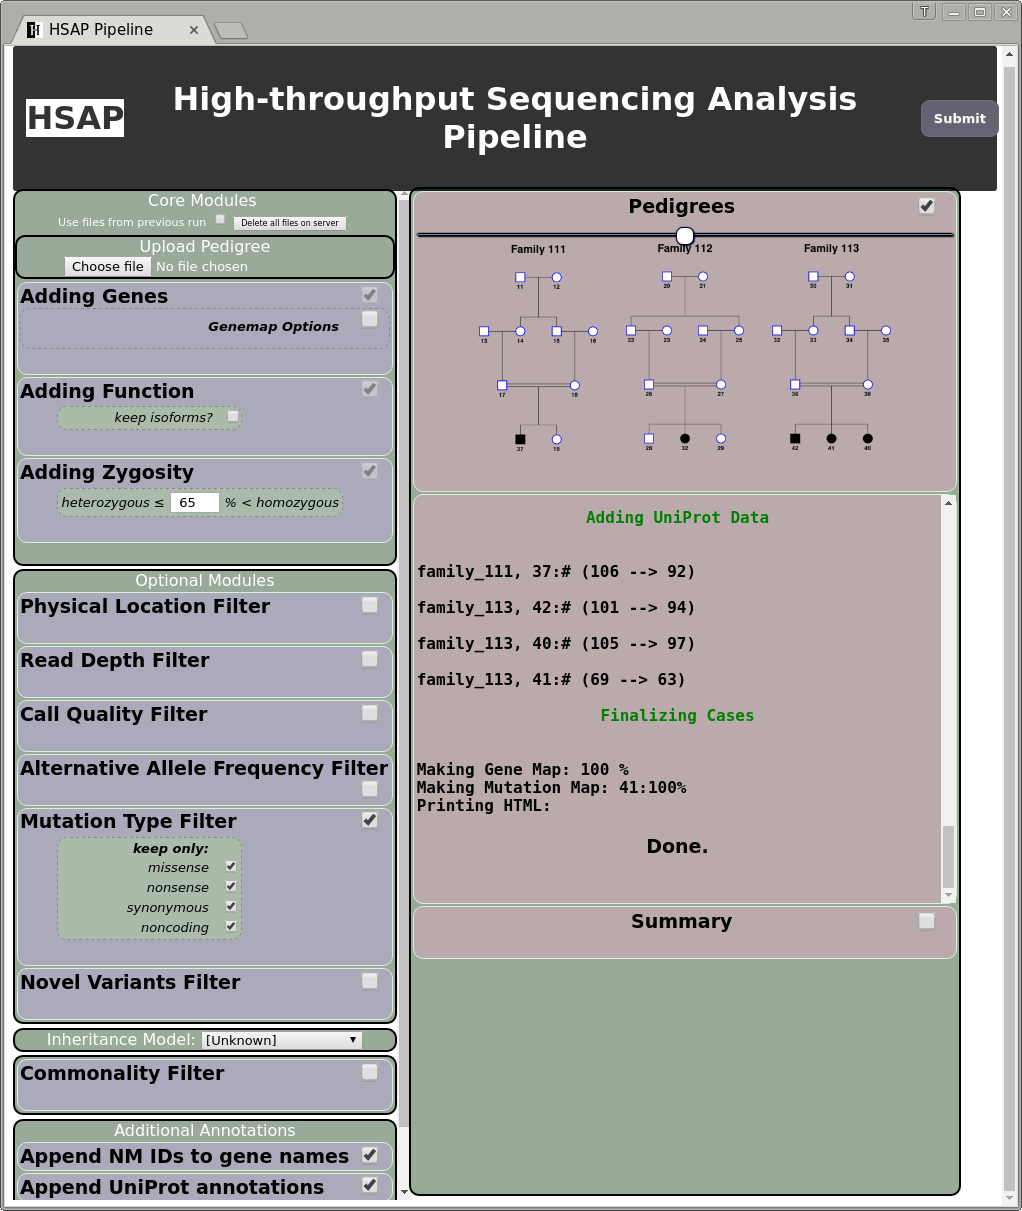 HSAP Pipeline
T
HSAP
High-throughput Sequencing Analysis
Pipeline
Submit
Core Modules
Use files from previous run
Delete all files on server
Upload Pedigree
Choose file No file chosen
Adding Genes
Genemap Options
Adding Function
keep isoforms?
Adding Zygosity
heterozygous ≤ 65 % < homozygous
Optional Modules
Physical Location Filter
Read Depth Filter
Call Quality Filter
Alternative Allele Frequency Filter
Mutation Type Filter
keep only:
missense
nonsense
synonymous
noncoding
Novel Variants Filter
Inheritance Model: [Unknown]
Commonality Filter
Additional Annotations
Append NM IDs to gene names
Append UniProt annotations
Pedigrees
Family 111 Family 112 Family 113
11 12 20 21 30 31
13 14 15 16 22 23 24 25 32 33 34 35
17 18 26 27 36 38
37 19 28 32 29 42 41 40
Adding UniProt Data
family_111, 37:# (106 --> 92)
family_113, 42:# (101 --> 94)
family_113, 40:# (105 --> 97)
family_113, 41:# (69 --> 63)
Finalizing Cases
Making Gene Map: 100 %
Making Mutation Map: 41:100%
Printing HTML:
Done.
Summary